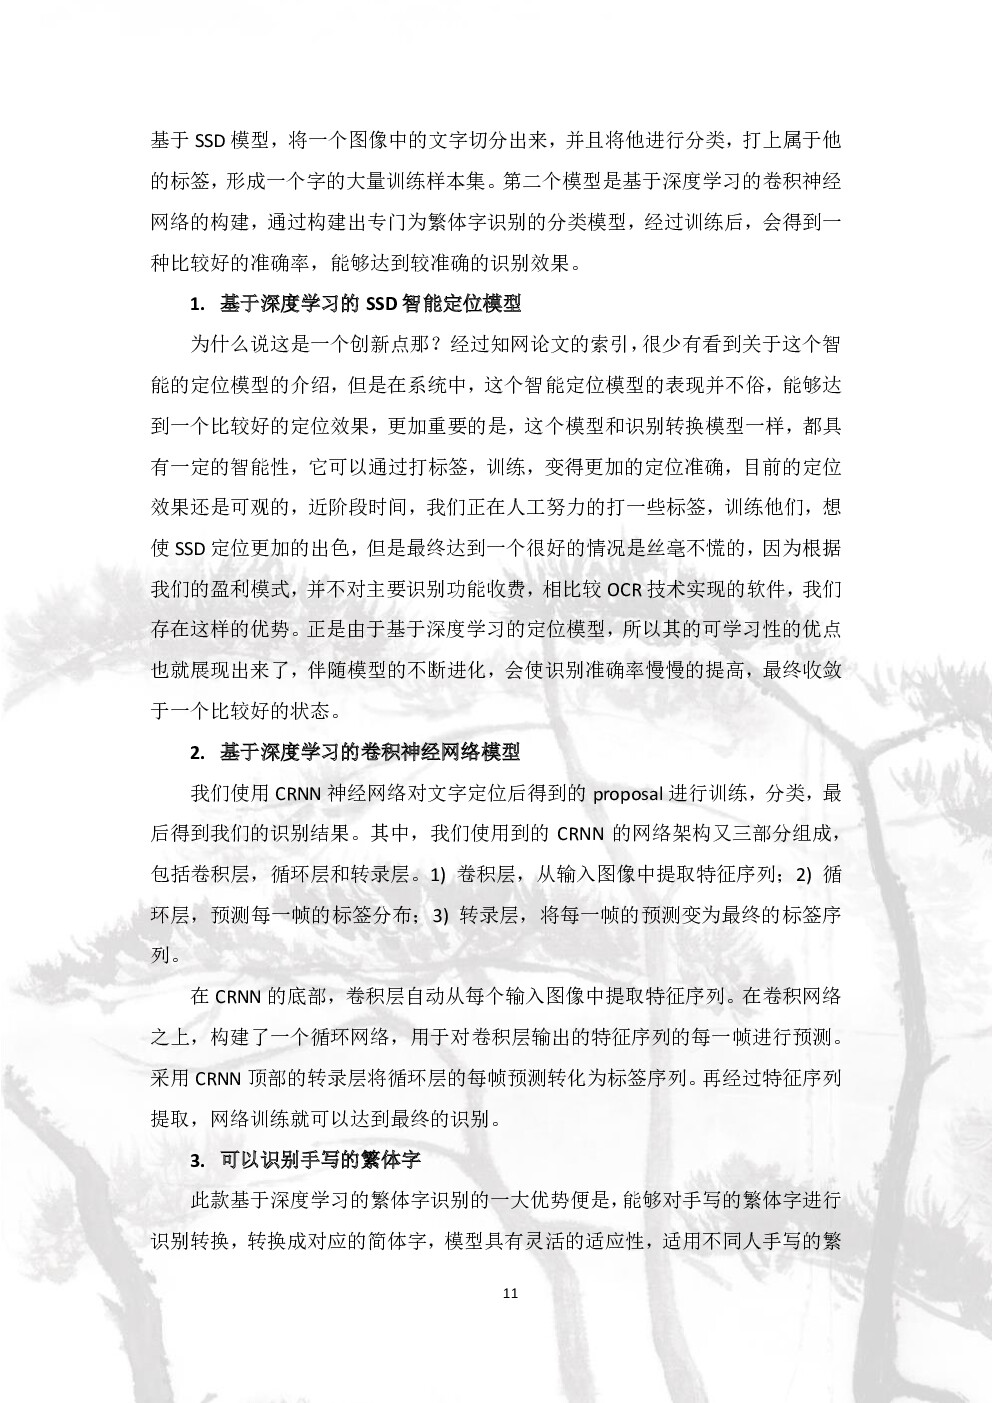 基于 SSD 模型，将一个图像中的文字切分出来，并且将他进行分类，打上属于他
的标签，形成一个字的大量训练样本集。第二个模型是基于深度学习的卷积神经
网络的构建，通过构建出专门为繁体字识别的分类模型，经过训练后，会得到一
种比较好的准确率，能够达到较准确的识别效果。
1. 基于深度学习的 SSD 智能定位模型
为什么说这是一个创新点那？经过知网论文的索引，很少有看到关于这个智
能的定位模型的介绍，但是在系统中，这个智能定位模型的表现并不俗，能够达
到一个比较好的定位效果，更加重要的是，这个模型和识别转换模型一样，都具
有一定的智能性，它可以通过打标签，训练，变得更加的定位准确，目前的定位
效果还是可观的，近阶段时间，我们正在人工努力的打一些标签，训练他们，想
使 SSD 定位更加的出色，但是最终达到一个很好的情况是丝毫不慌的，因为根据
我们的盈利模式，并不对主要识别功能收费，相比较 OCR 技术实现的软件，我们
存在这样的优势。正是由于基于深度学习的定位模型，所以其的可学习性的优点
也就展现出来了，伴随模型的不断进化，会使识别准确率慢慢的提高，最终收敛
于一个比较好的状态。
2. 基于深度学习的卷积神经网络模型
我们使用 CRNN 神经网络对文字定位后得到的 proposal 进行训练，分类，最
后得到我们的识别结果。其中，我们使用到的 CRNN 的网络架构又三部分组成，
包括卷积层，循环层和转录层。1) 卷积层，从输入图像中提取特征序列；2) 循
环层，预测每一帧的标签分布；3) 转录层，将每一帧的预测变为最终的标签序
列。
在 CRNN 的底部，卷积层自动从每个输入图像中提取特征序列。在卷积网络
之上，构建了一个循环网络，用于对卷积层输出的特征序列的每一帧进行预测。
采用 CRNN 顶部的转录层将循环层的每帧预测转化为标签序列。再经过特征序列
提取，网络训练就可以达到最终的识别。
3. 可以识别手写的繁体字
此款基于深度学习的繁体字识别的一大优势便是，能够对手写的繁体字进行
识别转换，转换成对应的简体字，模型具有灵活的适应性，适用不同人手写的繁
11